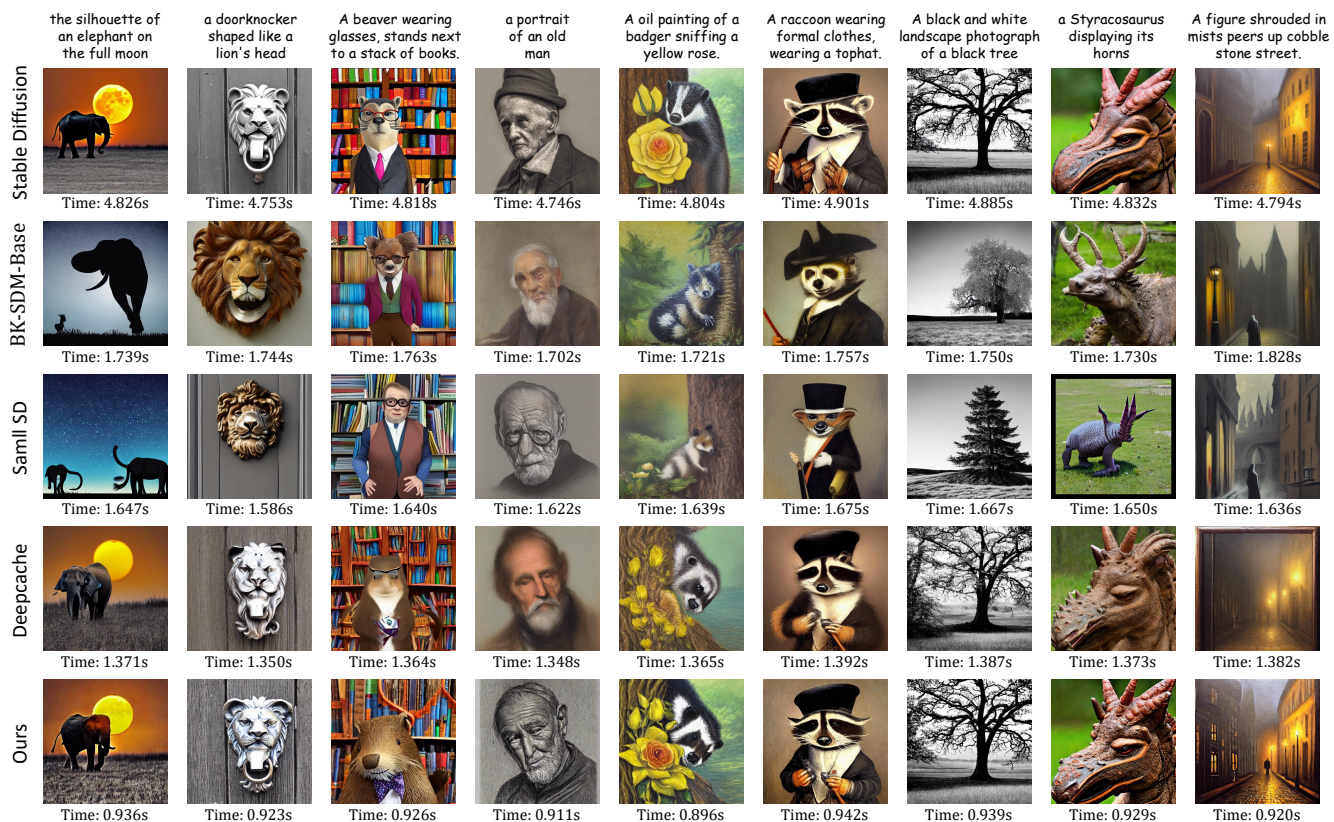 the silhouette of
an elephant on
the full moon
a doorknocker
shaped like a
lion's head
A beaver wearing
glasses, stands next
to a stack of books.
a portrait
of an old
man
A oil painting of a
badger sniffing a
yellow rose.
A raccoon wearing
formal clothes,
wearing a tophat.
A black and white
landscape photograph
of a black tree
a Styracosaurus
displaying its
horns
A figure shrouded in
mists peers up cobble
stone street.
Stable Diffusion
Time: 4.826s
Time: 4.753s
Time: 4.818s
Time: 4.746s
Time: 4.804s
Time: 4.901s
Time: 4.885s
Time: 4.832s
Time: 4.794s
BK-SDM-Base
Time: 1.739s
Time: 1.744s
Time: 1.763s
Time: 1.702s
Time: 1.721s
Time: 1.757s
Time: 1.750s
Time: 1.730s
Time: 1.828s
Samll SD
Time: 1.647s
Time: 1.586s
Time: 1.640s
Time: 1.622s
Time: 1.639s
Time: 1.675s
Time: 1.667s
Time: 1.650s
Time: 1.636s
Deepcache
Time: 1.371s
Time: 1.350s
Time: 1.364s
Time: 1.348s
Time: 1.365s
Time: 1.392s
Time: 1.387s
Time: 1.373s
Time: 1.382s
Ours
Time: 0.936s
Time: 0.923s
Time: 0.926s
Time: 0.911s
Time: 0.896s
Time: 0.942s
Time: 0.939s
Time: 0.929s
Time: 0.920s